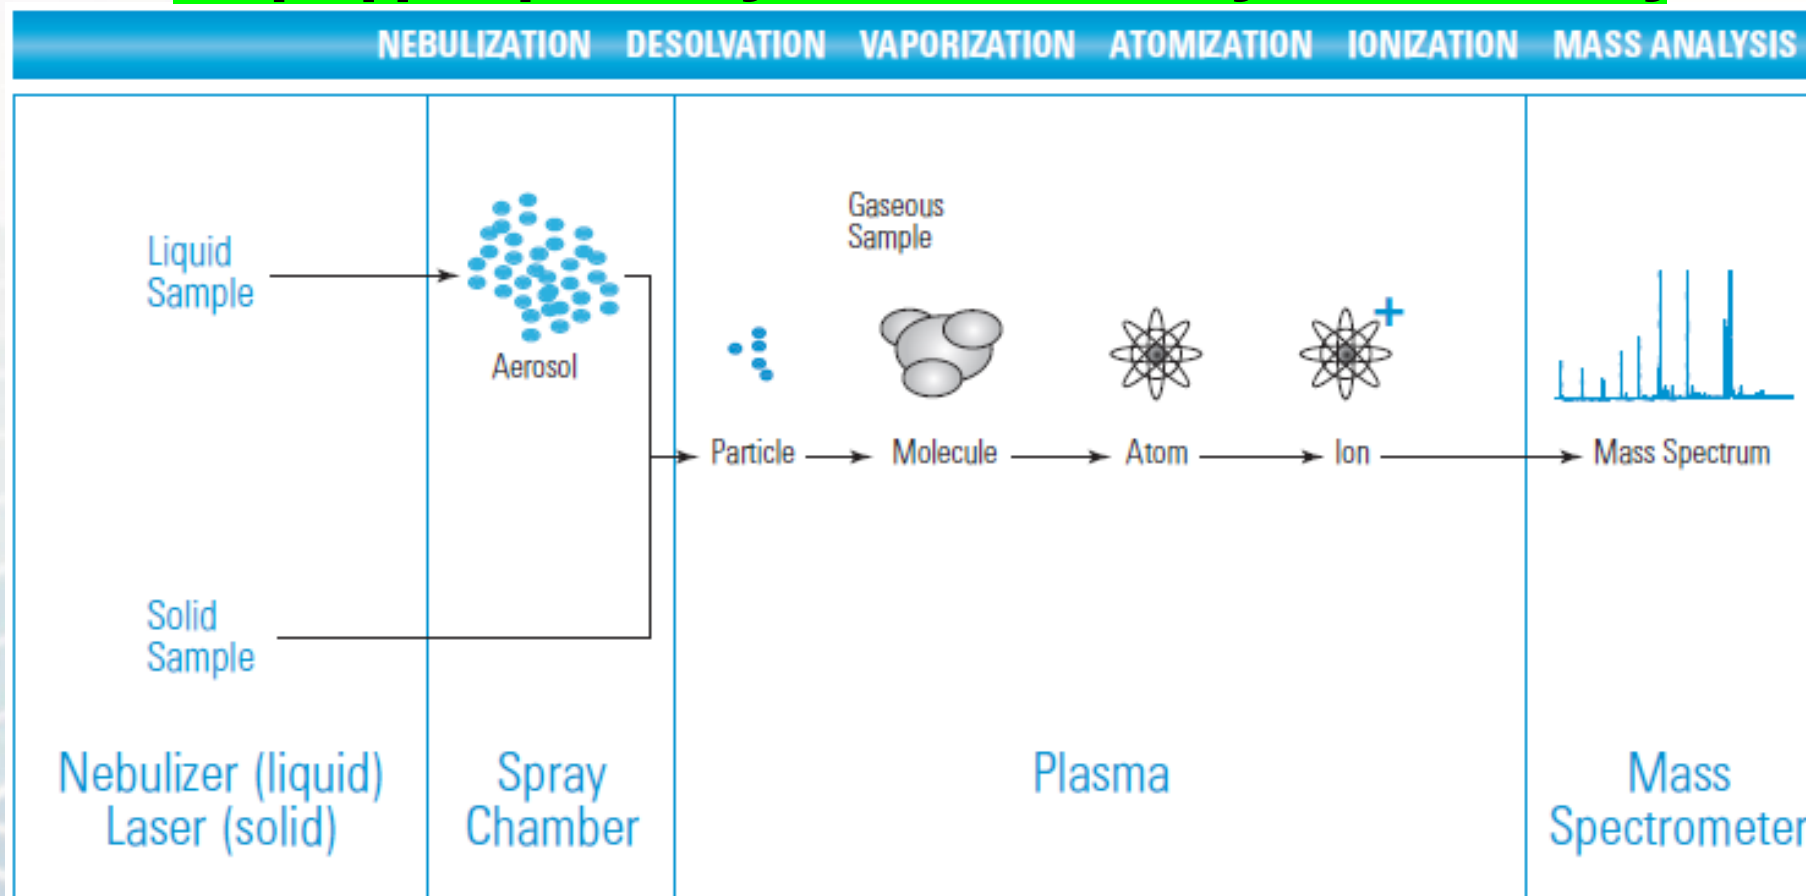 NEBULIZATION DESOLVATION VAPORIZATION ATOMIZATION IONIZATION MASS ANALYSIS
Gaseous
Sample
Liquid
Sample
Aerosol
Particle Molecule Atom Ion Mass Spectrum
Solid
Sample
Nebulizer (liquid)
Laser (solid)
Spray
Chamber
Plasma
Mass
Spectrometer